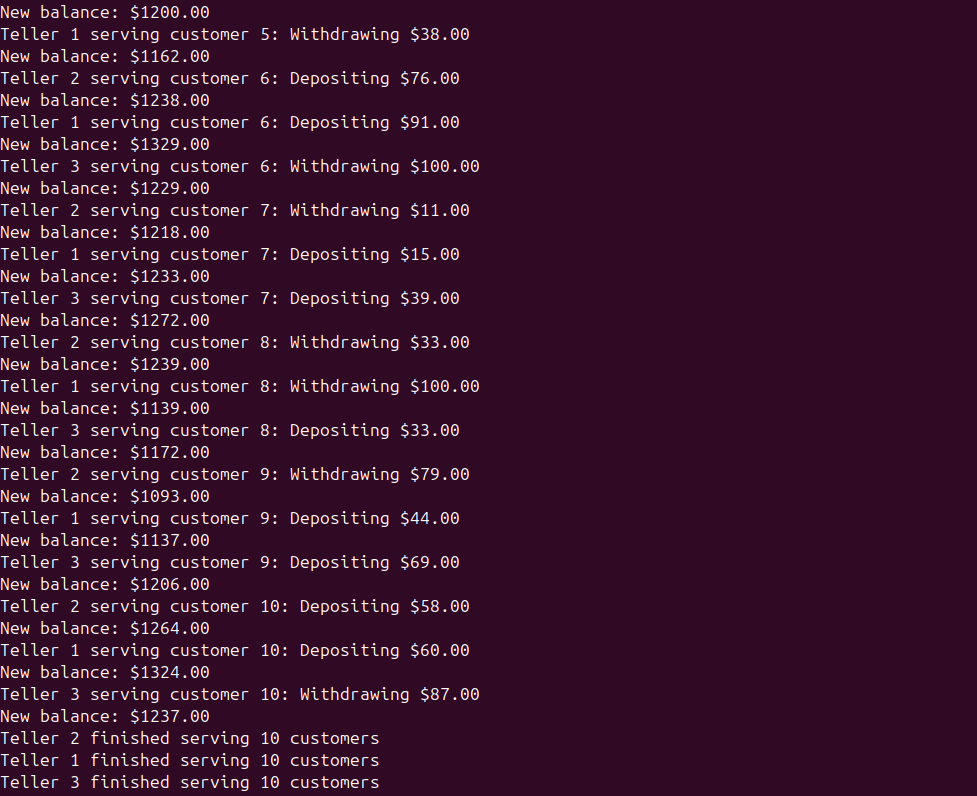 New balance: $1200.00
Teller 1 serving customer 5: Withdrawing $38.00
New balance: $1162.00
Teller 2 serving customer 6: Depositing $76.00
New balance: $1238.00
Teller 1 serving customer 6: Depositing $91.00
New balance: $1329.00
Teller 3 serving customer 6: Withdrawing $100.00
New balance: $1229.00
Teller 2 serving customer 7: Withdrawing $11.00
New balance: $1218.00
Teller 1 serving customer 7: Depositing $15.00
New balance: $1233.00
Teller 3 serving customer 7: Depositing $39.00
New balance: $1272.00
Teller 2 serving customer 8: Withdrawing $33.00
New balance: $1239.00
Teller 1 serving customer 8: Withdrawing $100.00
New balance: $1139.00
Teller 3 serving customer 8: Depositing $33.00
New balance: $1172.00
Teller 2 serving customer 9: Withdrawing $79.00
New balance: $1093.00
Teller 1 serving customer 9: Depositing $44.00
New balance: $1137.00
Teller 3 serving customer 9: Depositing $69.00
New balance: $1206.00
Teller 2 serving customer 10: Depositing $58.00
New balance: $1264.00
Teller 1 serving customer 10: Depositing $60.00
New balance: $1324.00
Teller 3 serving customer 10: Withdrawing $87.00
New balance: $1237.00
Teller 2 finished serving 10 customers
Teller 1 finished serving 10 customers
Teller 3 finished serving 10 customers